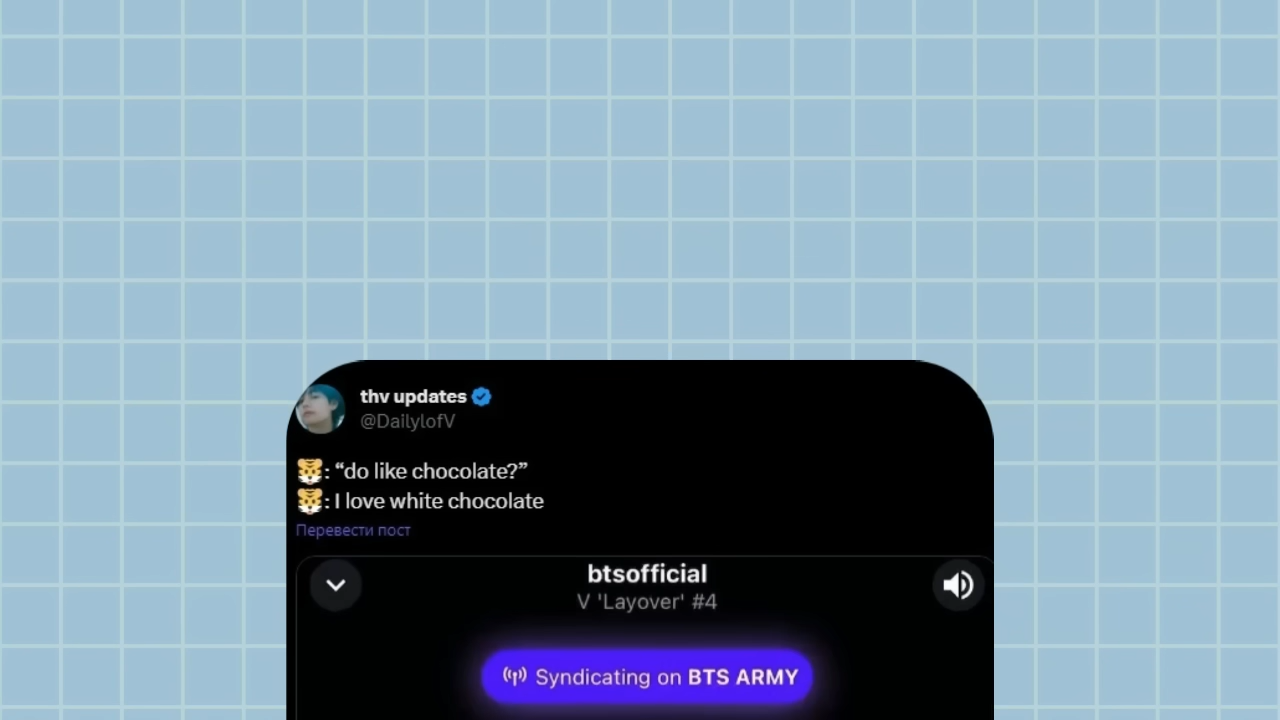 thv updates
@DailylofV
🐯: “do like chocolate?”
🐯: I love white chocolate
Перевести пост
btsofficial
V 'Layover' #4
Syndicating on BTS ARMY